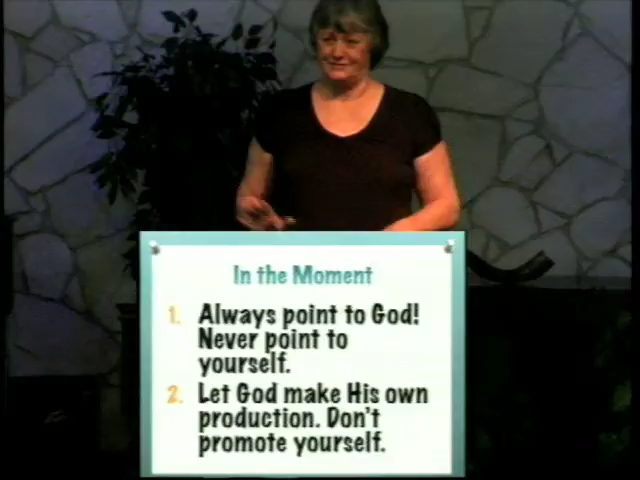 In the Moment
1. Always point to God!
Never point to
yourself.
2. Let God make His own
production. Don't
promote yourself.